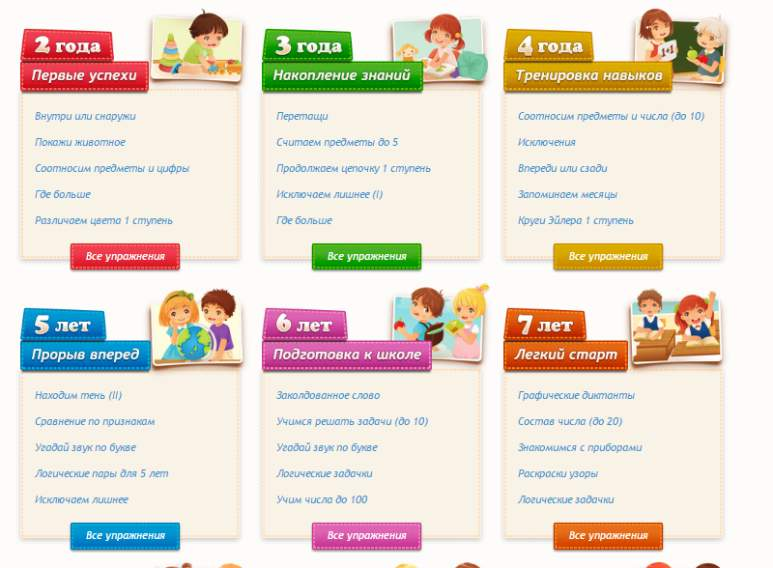 2 года
Первые успехи
Внутри или снаружи
Покажи животное
Соотносим предметы и цифры
Где больше
Различаем цвета 1 ступень
Все упражнения
3 года
Накопление знаний
Перетащи
Считаем предметы до 5
Продолжаем цепочку 1 ступень
Исключаем лишнее (I)
Где больше
Все упражнения
4 года
Тренировка навыков
Соотносим предметы и числа (до 10)
Исключения
Впереди или сзади
Запоминаем месяцы
Круги Эйлера 1 ступень
Все упражнения
5 лет
Прорыв вперед
Находим тень (II)
Сравнение по признакам
Угадай звук по букве
Логические пары для 5 лет
Исключаем лишнее
Все упражнения
6 лет
Подготовка к школе
Заколдованное слово
Учимся решать задачи (до 10)
Угадай звук по букве
Логические задачки
Учим числа до 100
Все упражнения
7 лет
Легкий старт
Графические диктанты
Состав числа (до 20)
Знакомимся с приборами
Раскраски узоры
Логические задачки
Все упражнения